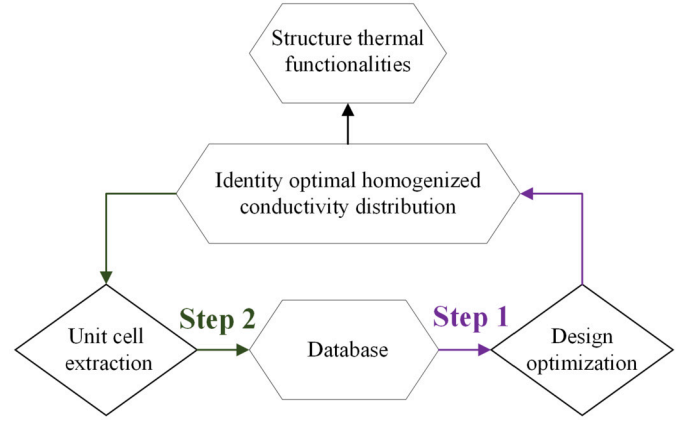 Structure thermal
functionalities
Identity optimal homogenized
conductivity distribution
Step 2
Step 1
Unit cell
extraction
Database
Design
optimization